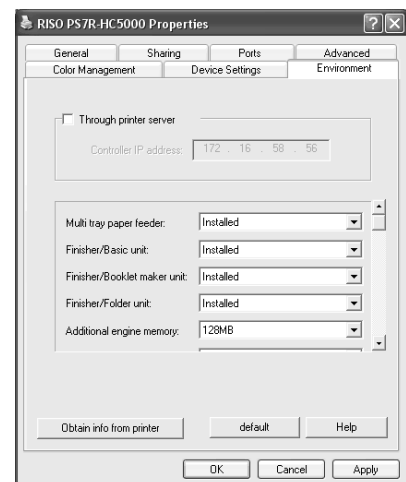 RISO PS7R-HC5000 Properties
General Sharing Ports Advanced
Color Management Device Settings Environment
Through printer server
Controller IP address: 172 . 16 . 58 . 56
Multi tray paper feeder: Installed
Finisher/Basic unit: Installed
Finisher/Booklet maker unit: Installed
Finisher/Folder unit: Installed
Additional engine memory: 128MB
Obtain info from printer default Help
OK Cancel Apply